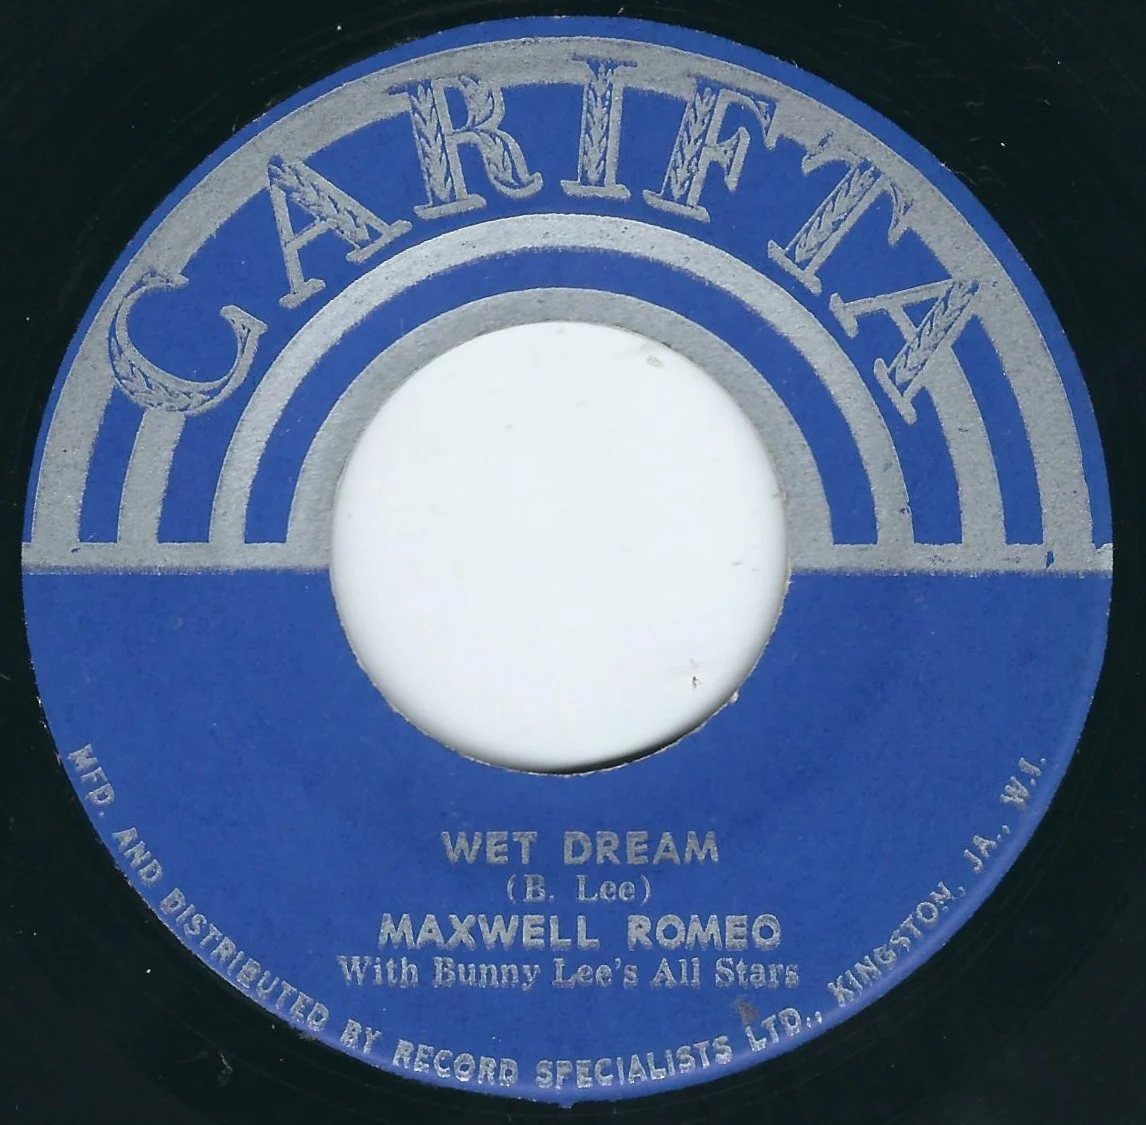 CARIFTA
WET DREAM
(B. Lee)
MAXWELL ROMEO
With Bunny Lee's All Stars
MFD. AND DISTRIBUTED BY RECORD SPECIALISTS LTD., KINGSTON, JA., W.I.